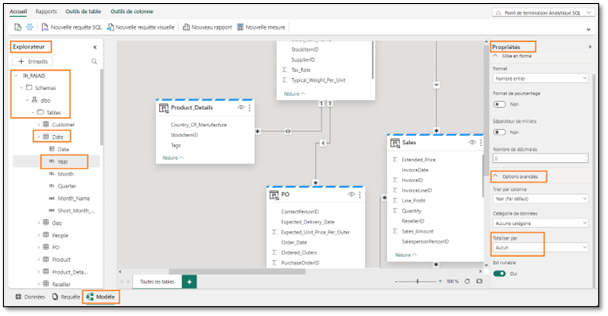 Accueil Rapports Outils de table Outils de colonne
Point de terminaison Analytique SQL
Nouvelle requête SQL Nouvelle requête visuelle Nouveau rapport Nouvelle mesure
Explorateur «
+ Entrepôts
lh_FAIAD
Schemas
dbo
Tables
Customer
Date
Date
Year
Month
Quarter
Month_Name
Short_Month_...
Geo
People
PO
Product
Product_Detai...
Reseller
StockItemID
SupplierID
Tax_Rate
Typical_Weight_Per_Unit
Réduire
Product_Details
Country_Of_Manufacture
StockItemID
Tags
Réduire
PO
ContactPersonID
Expected_Delivery_Date
Expected_Unit_Price_Per_Outer
Order_Date
Ordered_Outers
PurchaseOrderID
Sales
Extended_Price
InvoiceDate
InvoiceID
InvoiceLineID
Line_Profit
Quantity
ResellerID
Sales_Amount
SalespersonPersonID
Réduire
Propriétés »
Mise en forme
Format
Nombre entier
Format de pourcentage
Non
Séparateur de milliers
Non
Nombre de décimales
0
Options avancées
Trier par colonne
Year (Par défaut)
Catégorie de données
Aucune catégorie
Totaliser par
Aucun
Est nullable
Oui
Toutes les tables +
100 %
Données Requête Modèle